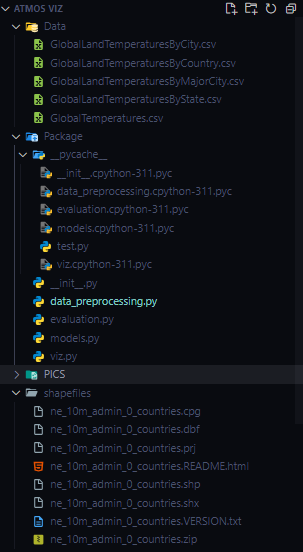 ATMOS VIZ
Data
GlobalLandTemperaturesByCity.csv
GlobalLandTemperaturesByCountry.csv
GlobalLandTemperaturesByMajorCity.csv
GlobalLandTemperaturesByState.csv
GlobalTemperatures.csv
Package
__pycache__
__init__.cpython-311.pyc
data_preprocessing.cpython-311.pyc
evaluation.cpython-311.pyc
models.cpython-311.pyc
test.py
viz.cpython-311.pyc
__init__.py
data_preprocessing.py
evaluation.py
models.py
viz.py
PICS
shapefiles
ne_10m_admin_0_countries.cpg
ne_10m_admin_0_countries.dbf
ne_10m_admin_0_countries.prj
ne_10m_admin_0_countries.README.html
ne_10m_admin_0_countries.shp
ne_10m_admin_0_countries.shx
ne_10m_admin_0_countries.VERSION.txt
ne_10m_admin_0_countries.zip